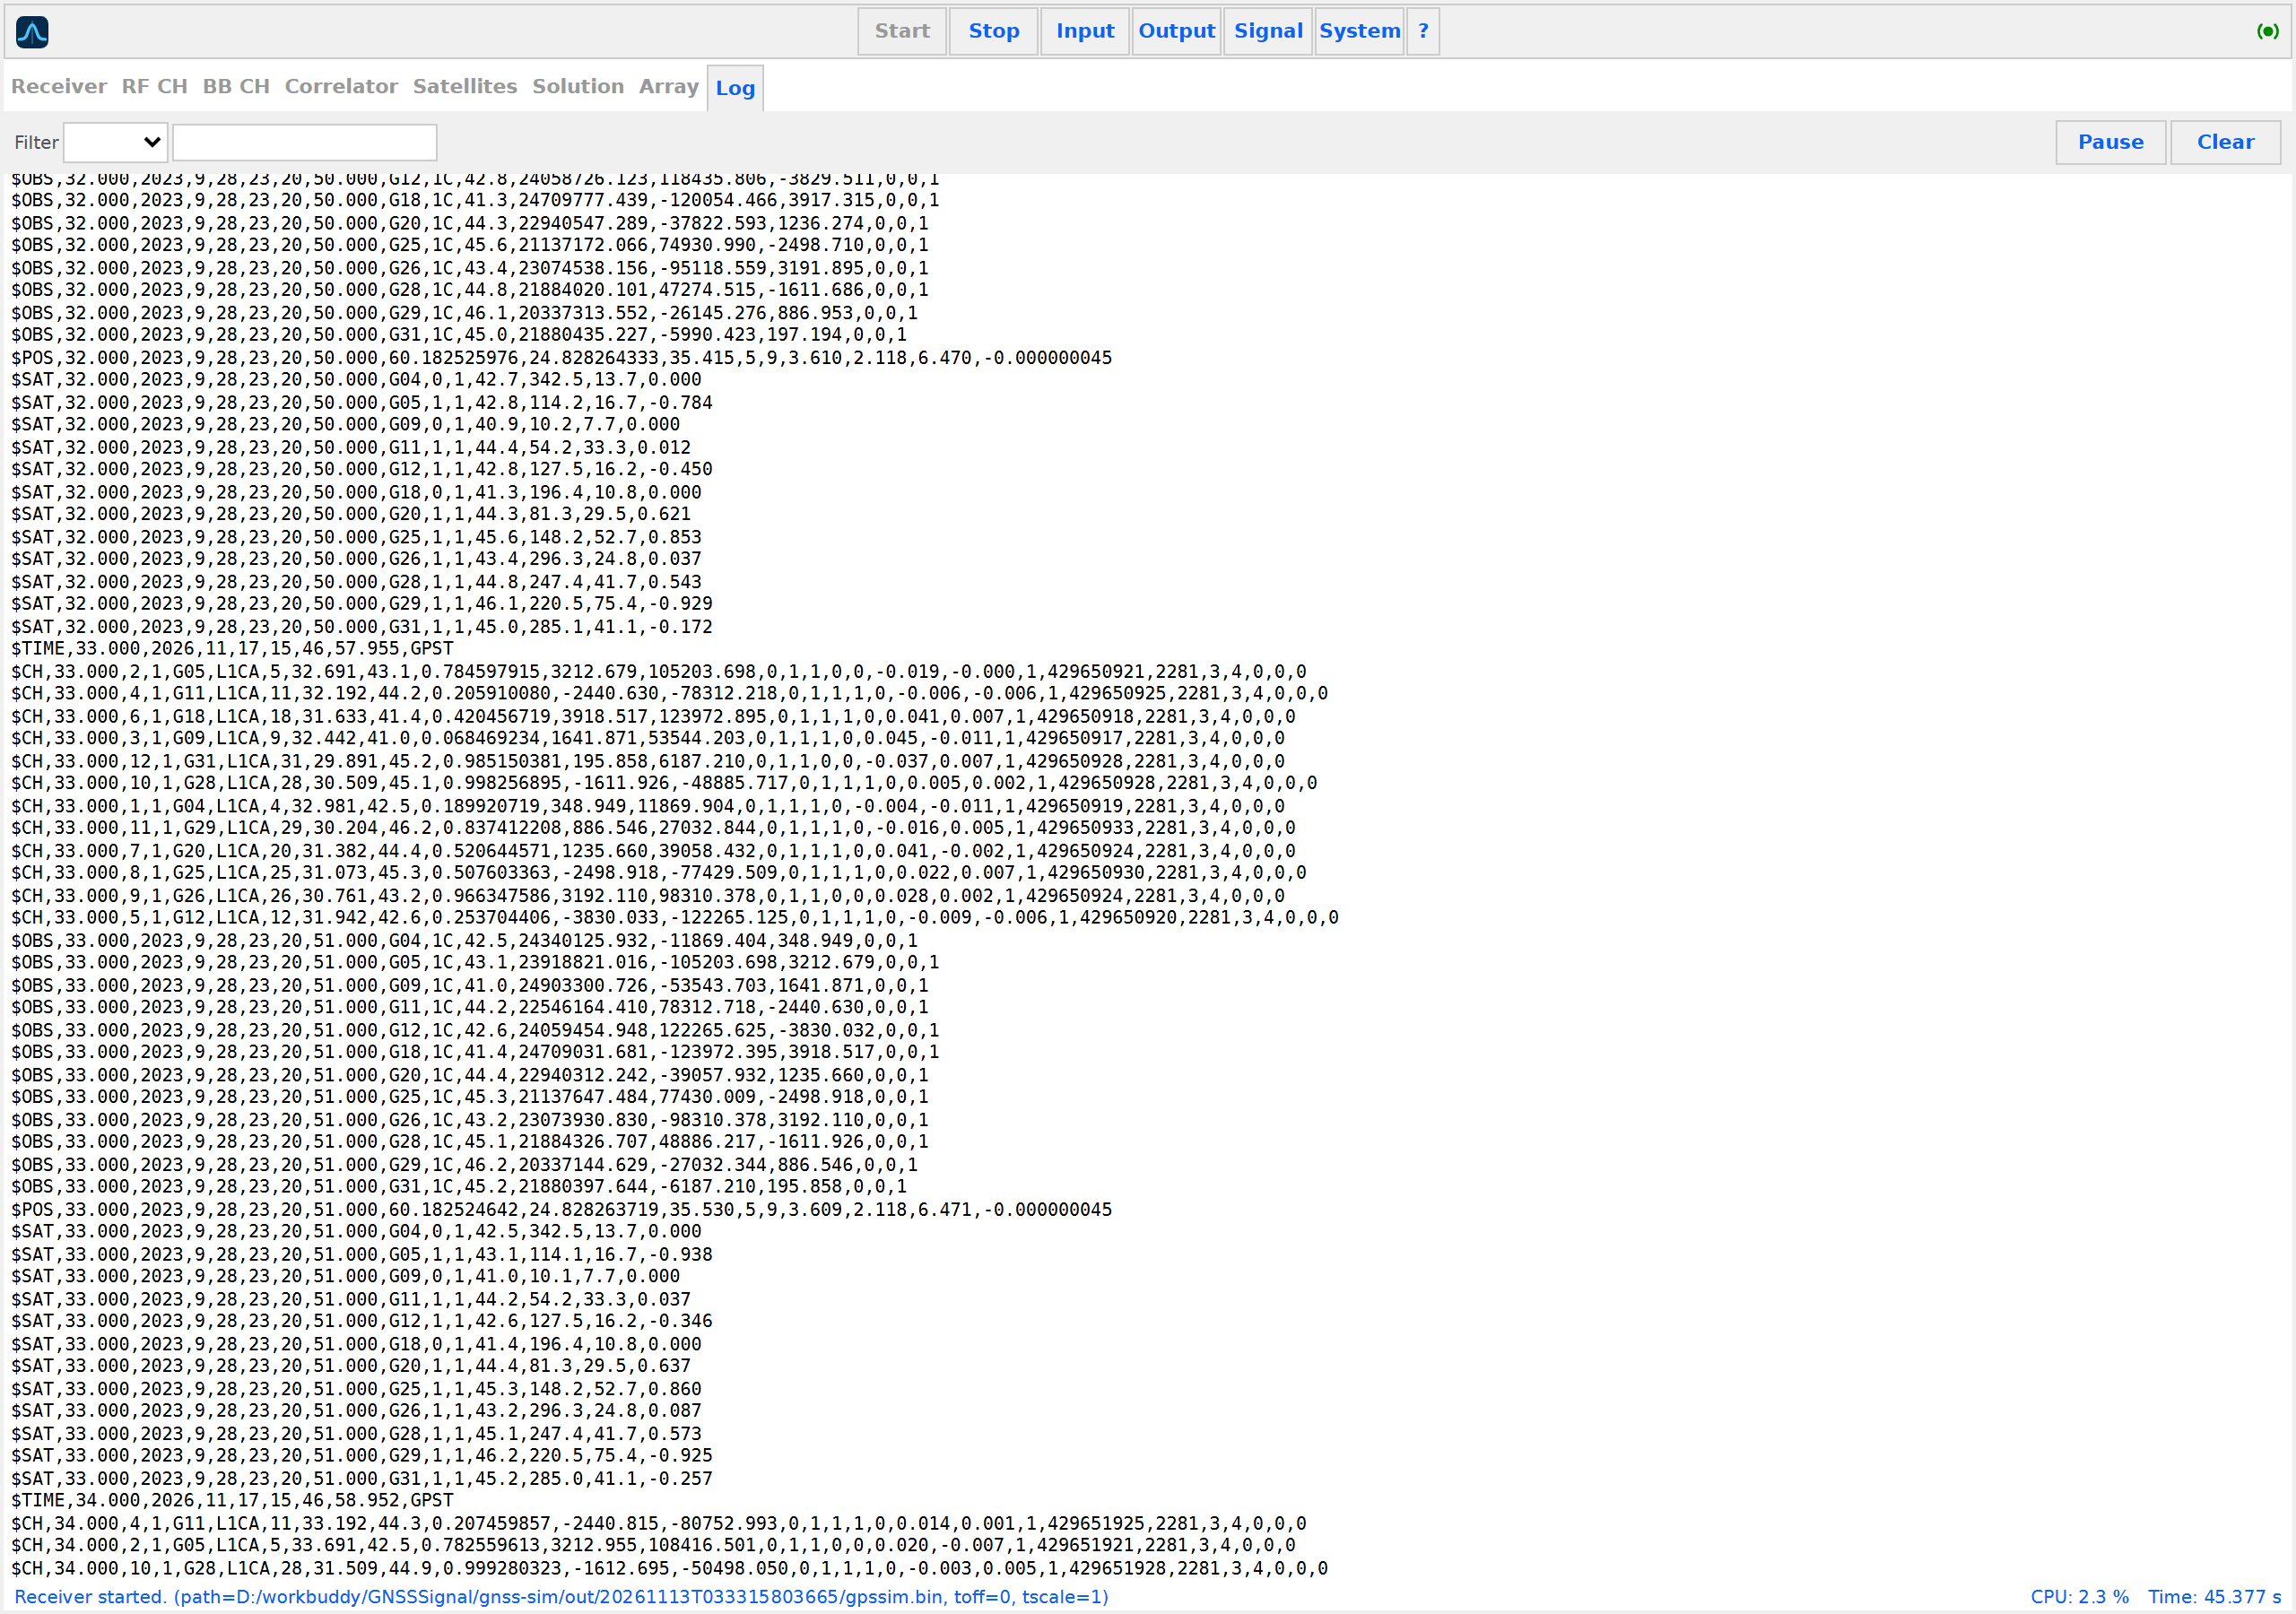 Start Stop Input Output Signal System ?
Receiver RF CH BB CH Correlator Satellites Solution Array Log
Filter Pause Clear
$OBS,32.000,2023,9,28,23,20,50.000,G12,1C,42.8,24058726.123,118435.806,-3829.511,0,0,1
$OBS,32.000,2023,9,28,23,20,50.000,G18,1C,41.3,24709777.439,-120054.466,3917.315,0,0,1
$OBS,32.000,2023,9,28,23,20,50.000,G20,1C,44.3,22940547.289,-37822.593,1236.274,0,0,1
$OBS,32.000,2023,9,28,23,20,50.000,G25,1C,45.6,21137172.066,74930.990,-2498.710,0,0,1
$OBS,32.000,2023,9,28,23,20,50.000,G26,1C,43.4,23074538.156,-95118.559,3191.895,0,0,1
$OBS,32.000,2023,9,28,23,20,50.000,G28,1C,44.8,21884020.101,47274.515,-1611.686,0,0,1
$OBS,32.000,2023,9,28,23,20,50.000,G29,1C,46.1,20337313.552,-26145.276,886.953,0,0,1
$OBS,32.000,2023,9,28,23,20,50.000,G31,1C,45.0,21880435.227,-5990.423,197.194,0,0,1
$POS,32.000,2023,9,28,23,20,50.000,60.182525976,24.828264333,35.415,5,9,3.610,2.118,6.470,-0.000000045
$SAT,32.000,2023,9,28,23,20,50.000,G04,0,1,42.7,342.5,13.7,0.000
$SAT,32.000,2023,9,28,23,20,50.000,G05,1,1,42.8,114.2,16.7,-0.784
$SAT,32.000,2023,9,28,23,20,50.000,G09,0,1,40.9,10.2,7.7,0.000
$SAT,32.000,2023,9,28,23,20,50.000,G11,1,1,44.4,54.2,33.3,0.012
$SAT,32.000,2023,9,28,23,20,50.000,G12,1,1,42.8,127.5,16.2,-0.450
$SAT,32.000,2023,9,28,23,20,50.000,G18,0,1,41.3,196.4,10.8,0.000
$SAT,32.000,2023,9,28,23,20,50.000,G20,1,1,44.3,81.3,29.5,0.621
$SAT,32.000,2023,9,28,23,20,50.000,G25,1,1,45.6,148.2,52.7,0.853
$SAT,32.000,2023,9,28,23,20,50.000,G26,1,1,43.4,296.3,24.8,0.037
$SAT,32.000,2023,9,28,23,20,50.000,G28,1,1,44.8,247.4,41.7,0.543
$SAT,32.000,2023,9,28,23,20,50.000,G29,1,1,46.1,220.5,75.4,-0.929
$SAT,32.000,2023,9,28,23,20,50.000,G31,1,1,45.0,285.1,41.1,-0.172
$TIME,33.000,2026,11,17,15,46,57.955,GPST
$CH,33.000,2,1,G05,L1CA,5,32.691,43.1,0.784597915,3212.679,105203.698,0,1,1,0,0,-0.019,-0.000,1,429650921,2281,3,4,0,0,0
$CH,33.000,4,1,G11,L1CA,11,32.192,44.2,0.205910080,-2440.630,-78312.218,0,1,1,1,0,-0.006,-0.006,1,429650925,2281,3,4,0,0,0
$CH,33.000,6,1,G18,L1CA,18,31.633,41.4,0.420456719,3918.517,123972.895,0,1,1,1,0,0.041,0.007,1,429650918,2281,3,4,0,0,0
$CH,33.000,3,1,G09,L1CA,9,32.442,41.0,0.068469234,1641.871,53544.203,0,1,1,1,0,0.045,-0.011,1,429650917,2281,3,4,0,0,0
$CH,33.000,12,1,G31,L1CA,31,29.891,45.2,0.985150381,195.858,6187.210,0,1,1,0,0,-0.037,0.007,1,429650928,2281,3,4,0,0,0
$CH,33.000,10,1,G28,L1CA,28,30.509,45.1,0.998256895,-1611.926,-48885.717,0,1,1,1,0,0.005,0.002,1,429650928,2281,3,4,0,0,0
$CH,33.000,1,1,G04,L1CA,4,32.981,42.5,0.189920719,348.949,11869.904,0,1,1,1,0,-0.004,-0.011,1,429650919,2281,3,4,0,0,0
$CH,33.000,11,1,G29,L1CA,29,30.204,46.2,0.837412208,886.546,27032.844,0,1,1,1,0,-0.016,0.005,1,429650933,2281,3,4,0,0,0
$CH,33.000,7,1,G20,L1CA,20,31.382,44.4,0.520644571,1235.660,39058.432,0,1,1,1,0,0.041,-0.002,1,429650924,2281,3,4,0,0,0
$CH,33.000,8,1,G25,L1CA,25,31.073,45.3,0.507603363,-2498.918,-77429.509,0,1,1,1,0,0.022,0.007,1,429650930,2281,3,4,0,0,0
$CH,33.000,9,1,G26,L1CA,26,30.761,43.2,0.966347586,3192.110,98310.378,0,1,1,0,0,0.028,0.002,1,429650924,2281,3,4,0,0,0
$CH,33.000,5,1,G12,L1CA,12,31.942,42.6,0.253704406,-3830.033,-122265.125,0,1,1,1,0,-0.009,-0.006,1,429650920,2281,3,4,0,0,0
$OBS,33.000,2023,9,28,23,20,51.000,G04,1C,42.5,24340125.932,-11869.404,348.949,0,0,1
$OBS,33.000,2023,9,28,23,20,51.000,G05,1C,43.1,23918821.016,-105203.698,3212.679,0,0,1
$OBS,33.000,2023,9,28,23,20,51.000,G09,1C,41.0,24903300.726,-53543.703,1641.871,0,0,1
$OBS,33.000,2023,9,28,23,20,51.000,G11,1C,44.2,22546164.410,78312.718,-2440.630,0,0,1
$OBS,33.000,2023,9,28,23,20,51.000,G12,1C,42.6,24059454.948,122265.625,-3830.032,0,0,1
$OBS,33.000,2023,9,28,23,20,51.000,G18,1C,41.4,24709031.681,-123972.395,3918.517,0,0,1
$OBS,33.000,2023,9,28,23,20,51.000,G20,1C,44.4,22940312.242,-39057.932,1235.660,0,0,1
$OBS,33.000,2023,9,28,23,20,51.000,G25,1C,45.3,21137647.484,77430.009,-2498.918,0,0,1
$OBS,33.000,2023,9,28,23,20,51.000,G26,1C,43.2,23073930.830,-98310.378,3192.110,0,0,1
$OBS,33.000,2023,9,28,23,20,51.000,G28,1C,45.1,21884326.707,48886.217,-1611.926,0,0,1
$OBS,33.000,2023,9,28,23,20,51.000,G29,1C,46.2,20337144.629,-27032.344,886.546,0,0,1
$OBS,33.000,2023,9,28,23,20,51.000,G31,1C,45.2,21880397.644,-6187.210,195.858,0,0,1
$POS,33.000,2023,9,28,23,20,51.000,60.182524642,24.828263719,35.530,5,9,3.609,2.118,6.471,-0.000000045
$SAT,33.000,2023,9,28,23,20,51.000,G04,0,1,42.5,342.5,13.7,0.000
$SAT,33.000,2023,9,28,23,20,51.000,G05,1,1,43.1,114.1,16.7,-0.938
$SAT,33.000,2023,9,28,23,20,51.000,G09,0,1,41.0,10.1,7.7,0.000
$SAT,33.000,2023,9,28,23,20,51.000,G11,1,1,44.2,54.2,33.3,0.037
$SAT,33.000,2023,9,28,23,20,51.000,G12,1,1,42.6,127.5,16.2,-0.346
$SAT,33.000,2023,9,28,23,20,51.000,G18,0,1,41.4,196.4,10.8,0.000
$SAT,33.000,2023,9,28,23,20,51.000,G20,1,1,44.4,81.3,29.5,0.637
$SAT,33.000,2023,9,28,23,20,51.000,G25,1,1,45.3,148.2,52.7,0.860
$SAT,33.000,2023,9,28,23,20,51.000,G26,1,1,43.2,296.3,24.8,0.087
$SAT,33.000,2023,9,28,23,20,51.000,G28,1,1,45.1,247.4,41.7,0.573
$SAT,33.000,2023,9,28,23,20,51.000,G29,1,1,46.2,220.5,75.4,-0.925
$SAT,33.000,2023,9,28,23,20,51.000,G31,1,1,45.2,285.0,41.1,-0.257
$TIME,34.000,2026,11,17,15,46,58.952,GPST
$CH,34.000,4,1,G11,L1CA,11,33.192,44.3,0.207459857,-2440.815,-80752.993,0,1,1,1,0,0.014,0.001,1,429651925,2281,3,4,0,0,0
$CH,34.000,2,1,G05,L1CA,5,33.691,42.5,0.782559613,3212.955,108416.501,0,1,1,0,0,0.020,-0.007,1,429651921,2281,3,4,0,0,0
$CH,34.000,10,1,G28,L1CA,28,31.509,44.9,0.999280323,-1612.695,-50498.050,0,1,1,1,0,-0.003,0.005,1,429651928,2281,3,4,0,0,0
Receiver started. (path=D:/workbuddy/GNSSSignal/gnss-sim/out/20261113T033315803665/gpssim.bin, toff=0, tscale=1) CPU: 2.3 % Time: 45.377 s